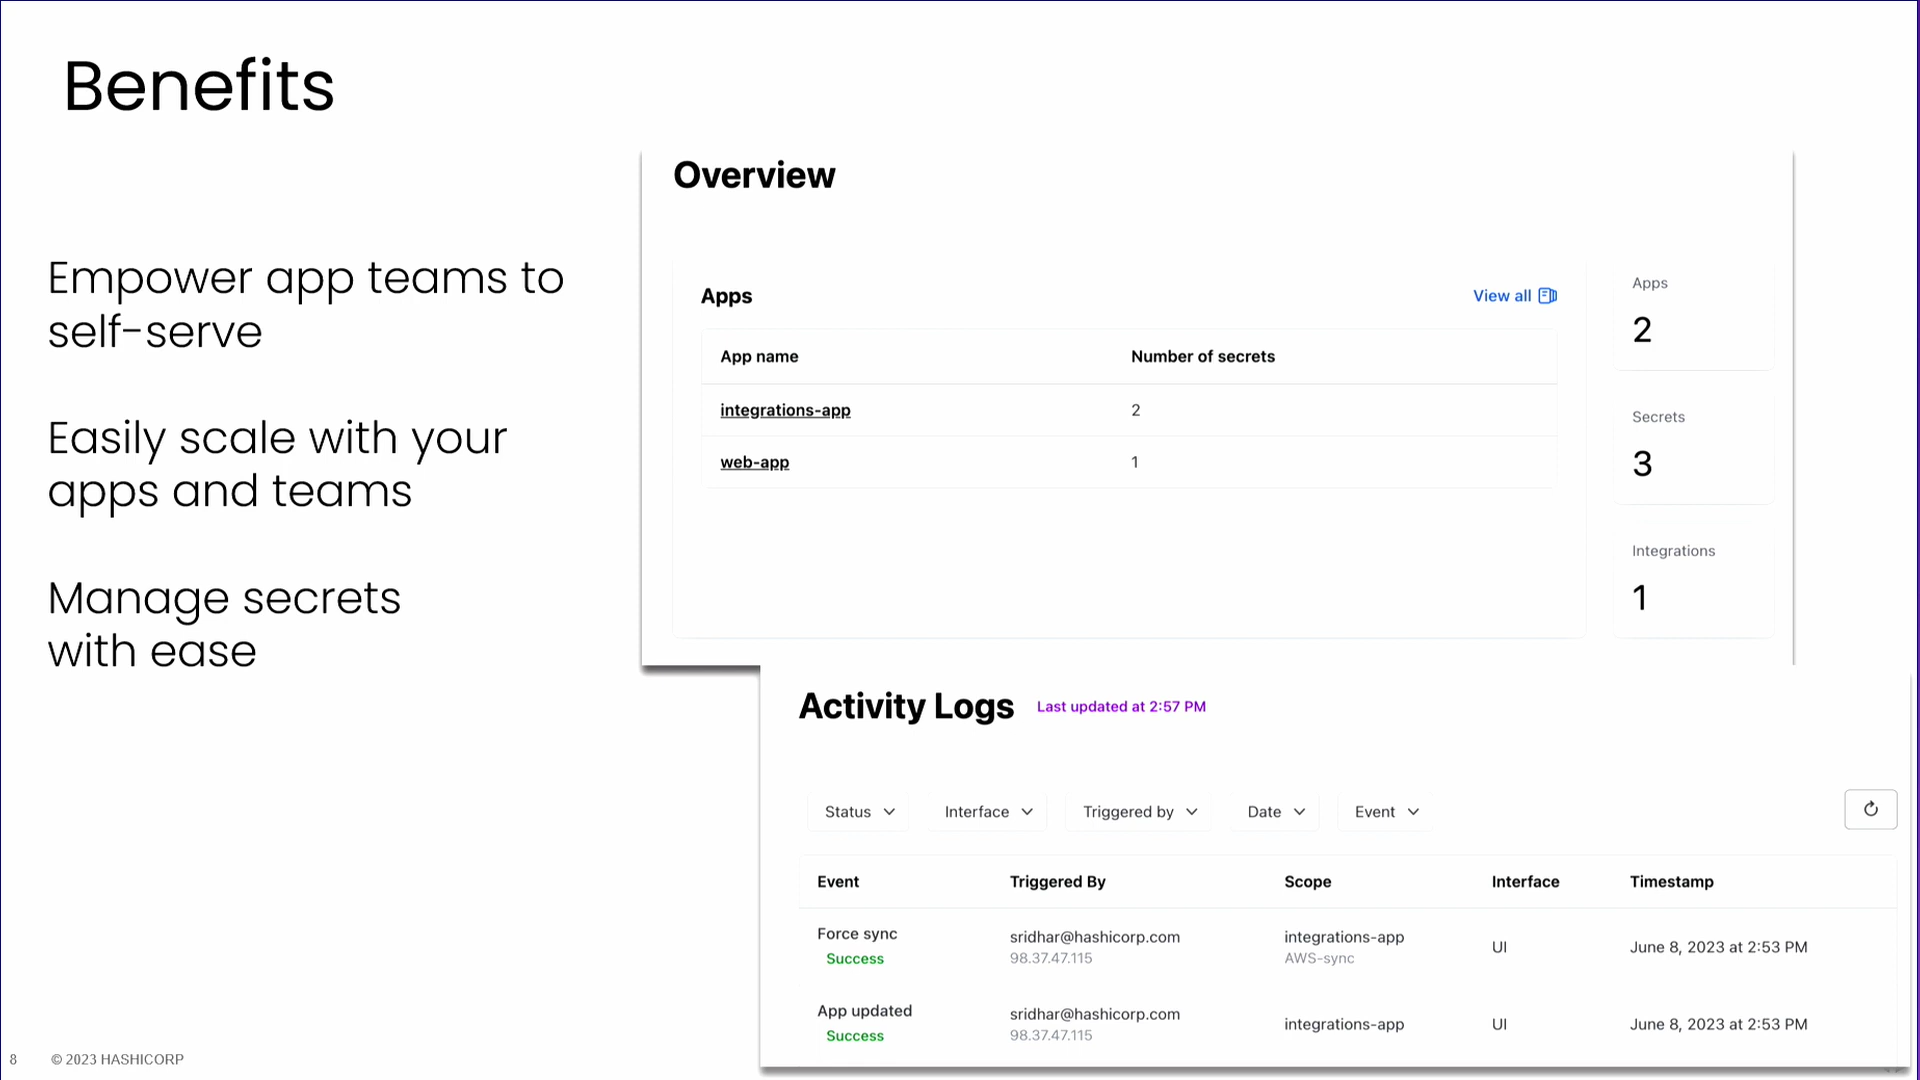 Benefits
Empower app teams to
self-serve
Easily scale with your
apps and teams
Manage secrets
with ease
Overview
Apps View all
App name Number of secrets
integrations-app 2
web-app 1
Apps
2
Secrets
3
Integrations
1
Activity Logs Last updated at 2:57 PM
Status Interface Triggered by Date Event
Event Triggered By Scope Interface Timestamp
Force sync sridhar@hashicorp.com integrations-app UI June 8, 2023 at 2:53 PM
Success 98.37.47.115 AWS-sync
App updated sridhar@hashicorp.com integrations-app UI June 8, 2023 at 2:53 PM
Success 98.37.47.115
8 © 2023 HASHICORP